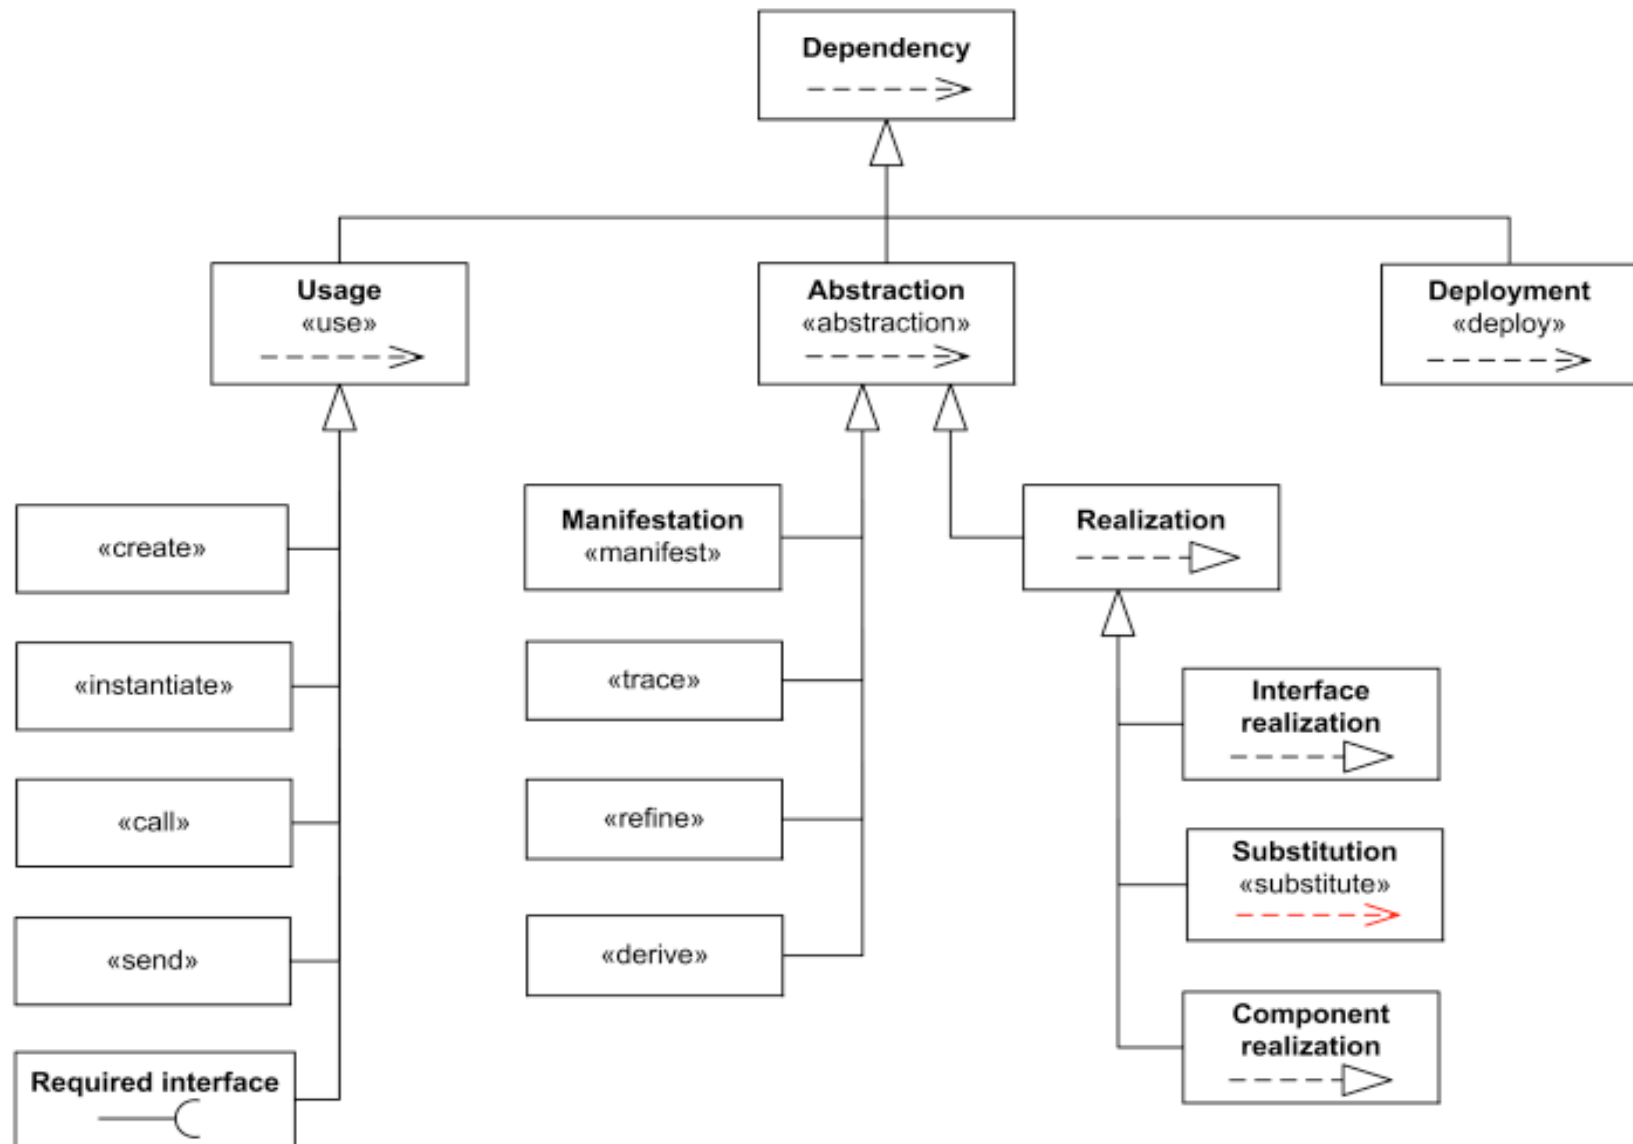 Dependency
Usage
«use»
Abstraction
«abstraction»
Deployment
«deploy»
«create»
«instantiate»
«call»
«send»
Required interface
Manifestation
«manifest»
«trace»
«refine»
«derive»
Realization
Interface
realization
Substitution
«substitute»
Component
realization